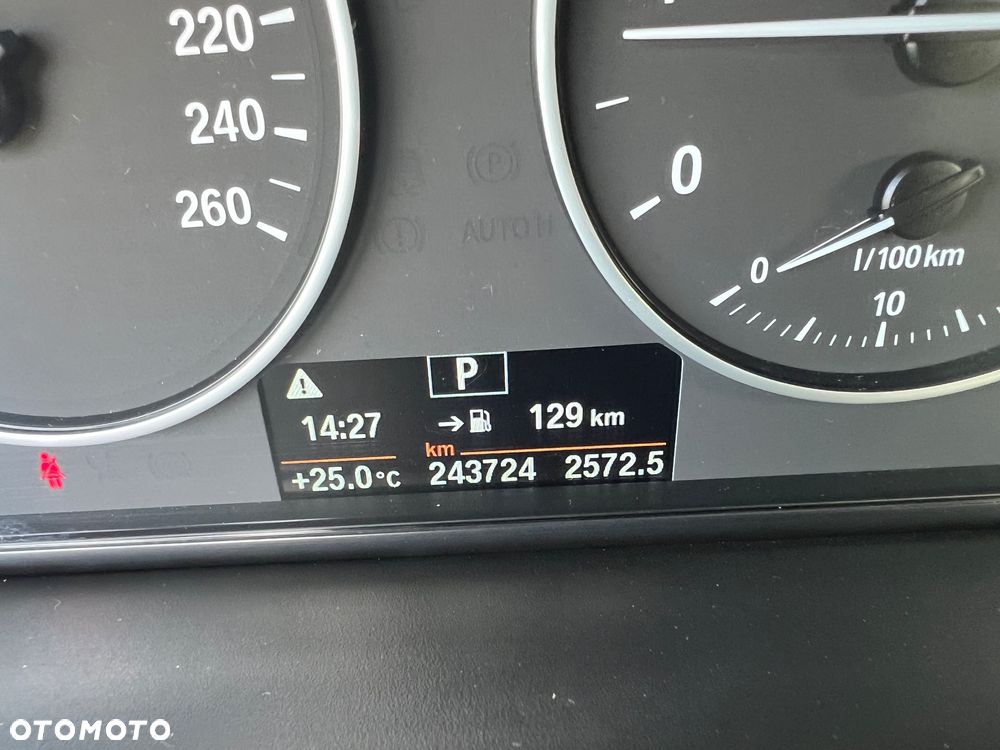 220
240
260
(P)
(!)
AUTO H
0
0
l/100km
10
P
14:27
129 km
km
+25.0°C
243724
2572.5
OTOMOTO